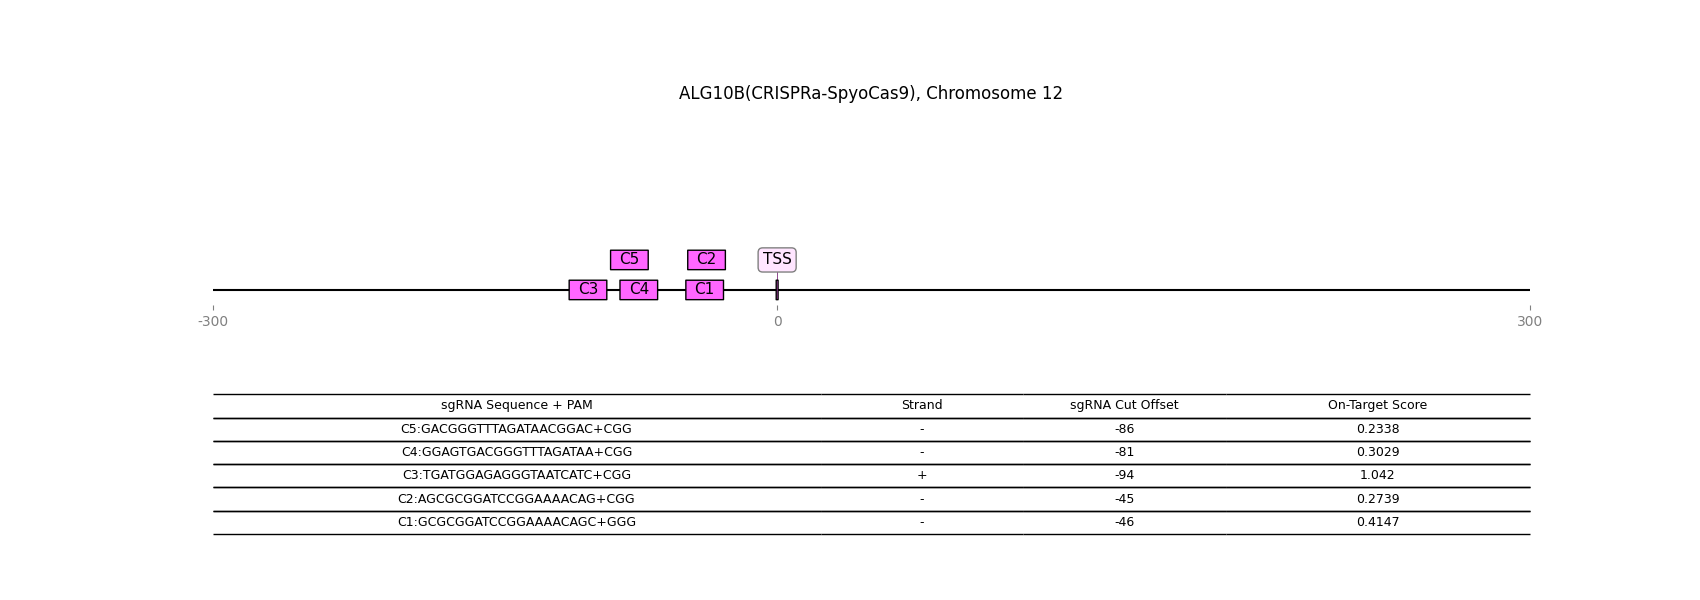 ALG10B(CRISPRa-SpyoCas9), Chromosome 12
C5 C2 TSS
C3 C4 C1
-300 0 300
sgRNA Sequence + PAM Strand sgRNA Cut Offset On-Target Score
C5:GACGGGTTTAGATAACGGAC+CGG - -86 0.2338
C4:GGAGTGACGGGTTTAGATAA+CGG - -81 0.3029
C3:TGATGGAGAGGGTAATCATC+CGG + -94 1.042
C2:AGCGCGGATCCGGAAAACAG+CGG - -45 0.2739
C1:GCGCGGATCCGGAAAACAGC+GGG - -46 0.4147